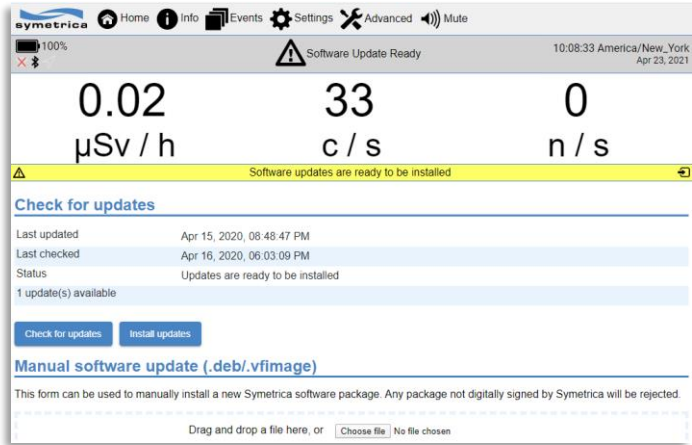 symetrica Home Info Events Settings Advanced Mute
100% Software Update Ready 10:08:33 America/New_York
Apr 23, 2021
0.02 33 0
µSv / h c / s n / s
Software updates are ready to be installed
Check for updates
Last updated Apr 15, 2020, 08:48:47 PM
Last checked Apr 16, 2020, 06:03:09 PM
Status Updates are ready to be installed
1 update(s) available
Check for updates Install updates
Manual software update (.deb/.vfimage)
This form can be used to manually install a new Symetrica software package. Any package not digitally signed by Symetrica will be rejected.
Drag and drop a file here, or Choose file No file chosen